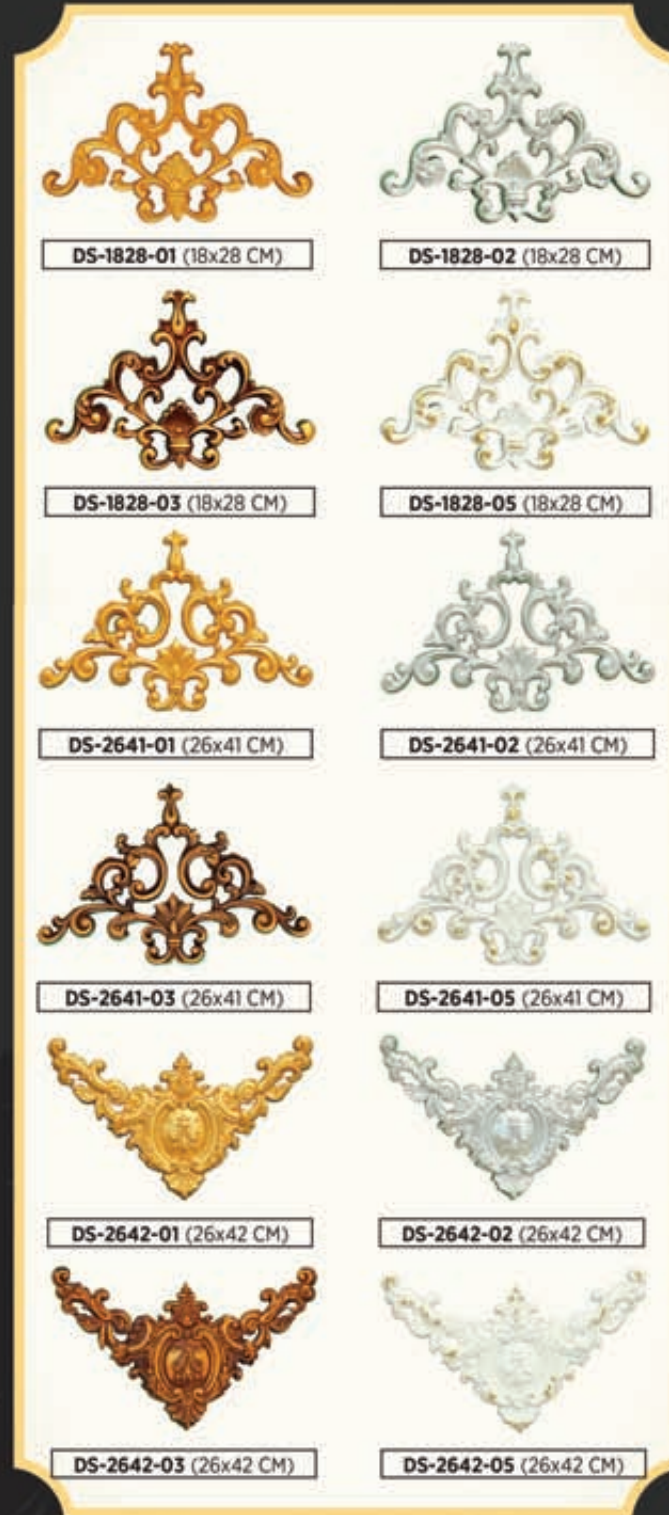 DS-1828-01 (18x28 CM)
DS-1828-02 (18x28 CM)
DS-1828-03 (18x28 CM)
DS-1828-05 (18x28 CM)
DS-2641-01 (26x41 CM)
DS-2641-02 (26x41 CM)
DS-2641-03 (26x41 CM)
DS-2641-05 (26x41 CM)
DS-2642-01 (26x42 CM)
DS-2642-02 (26x42 CM)
DS-2642-03 (26x42 CM)
DS-2642-05 (26x42 CM)